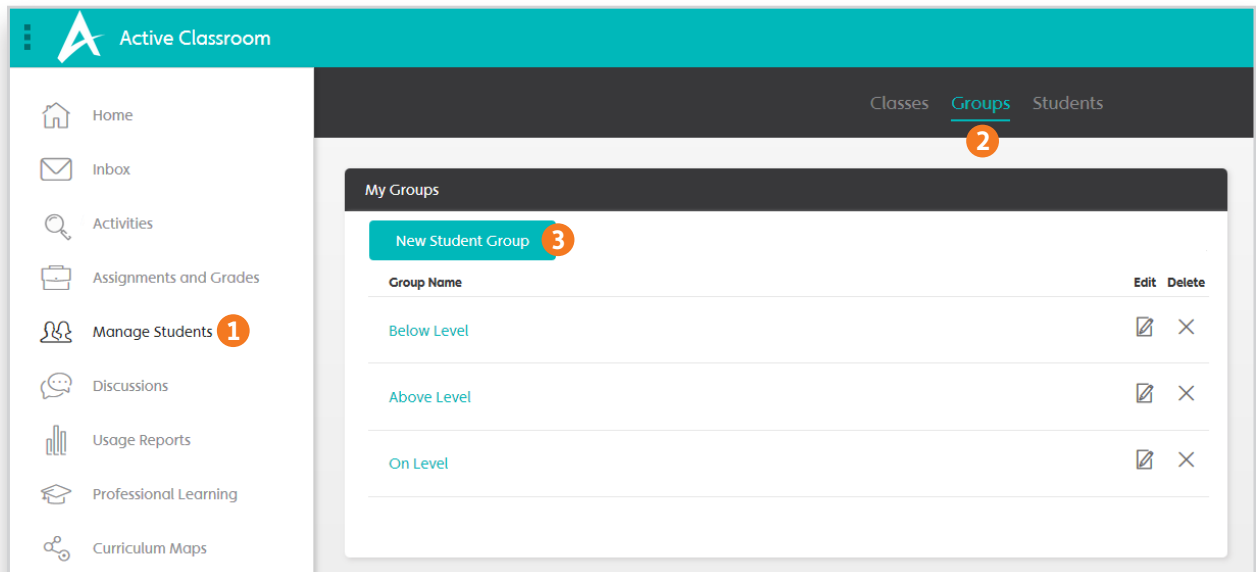 Active Classroom
Classes Groups Students
2
Home
Inbox
Activities
Assignments and Grades
Manage Students 1
Discussions
Usage Reports
Professional Learning
Curriculum Maps
My Groups
New Student Group 3
Group Name Edit Delete
Below Level
Above Level
On Level